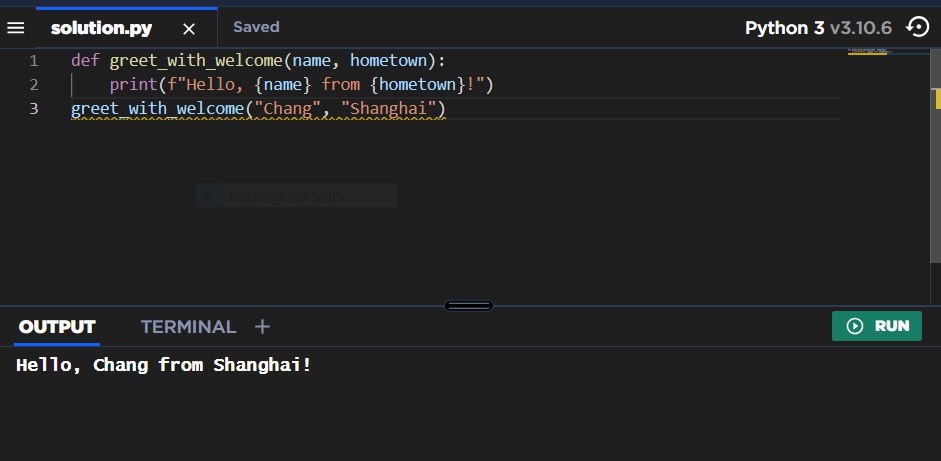 solution.py × Saved Python 3 v3.10.6
1 def greet_with_welcome(name, hometown):
2     print(f"Hello, {name} from {hometown}!")
3 greet_with_welcome("Chang", "Shanghai")
Rectangular Snip
OUTPUT TERMINAL + RUN
Hello, Chang from Shanghai!